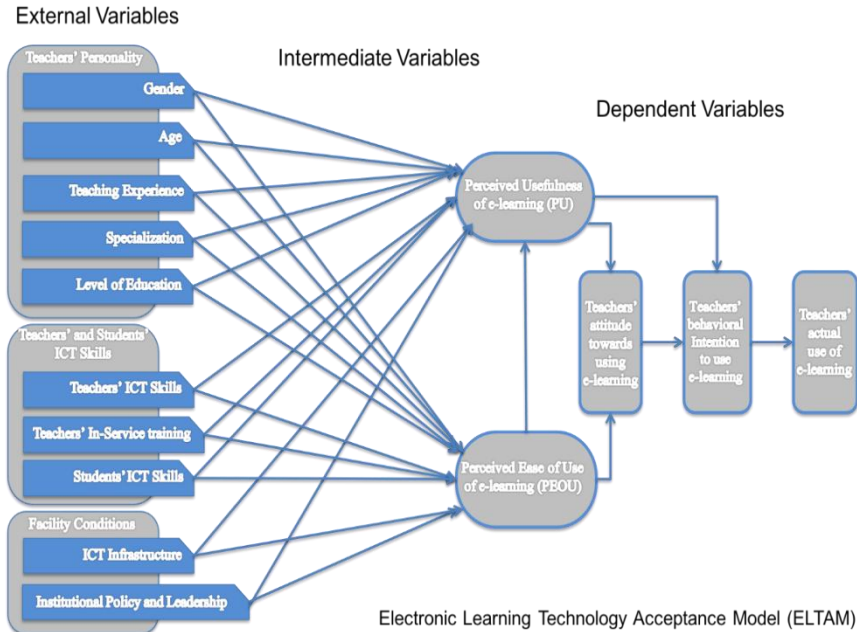 External Variables
Teachers' Personality
Gender
Age
Teaching Experience
Specialization
Level of Education
Teachers' and Students'
ICT Skills
Teachers' ICT Skills
Teachers' In-Service training
Students' ICT Skills
Facility Conditions
ICT Infrastructure
Institutional Policy and Leadership
Intermediate Variables
Perceived Usefulness
of e-learning (PU)
Perceived Ease of Use
of e-learning (PEOU)
Dependent Variables
Teachers'
attitude
towards
using
e-learning
Teachers'
behavioral
Intention
to use
e-learning
Teachers'
actual
use of
e-learning
Electronic Learning Technology Acceptance Model (ELTAM)